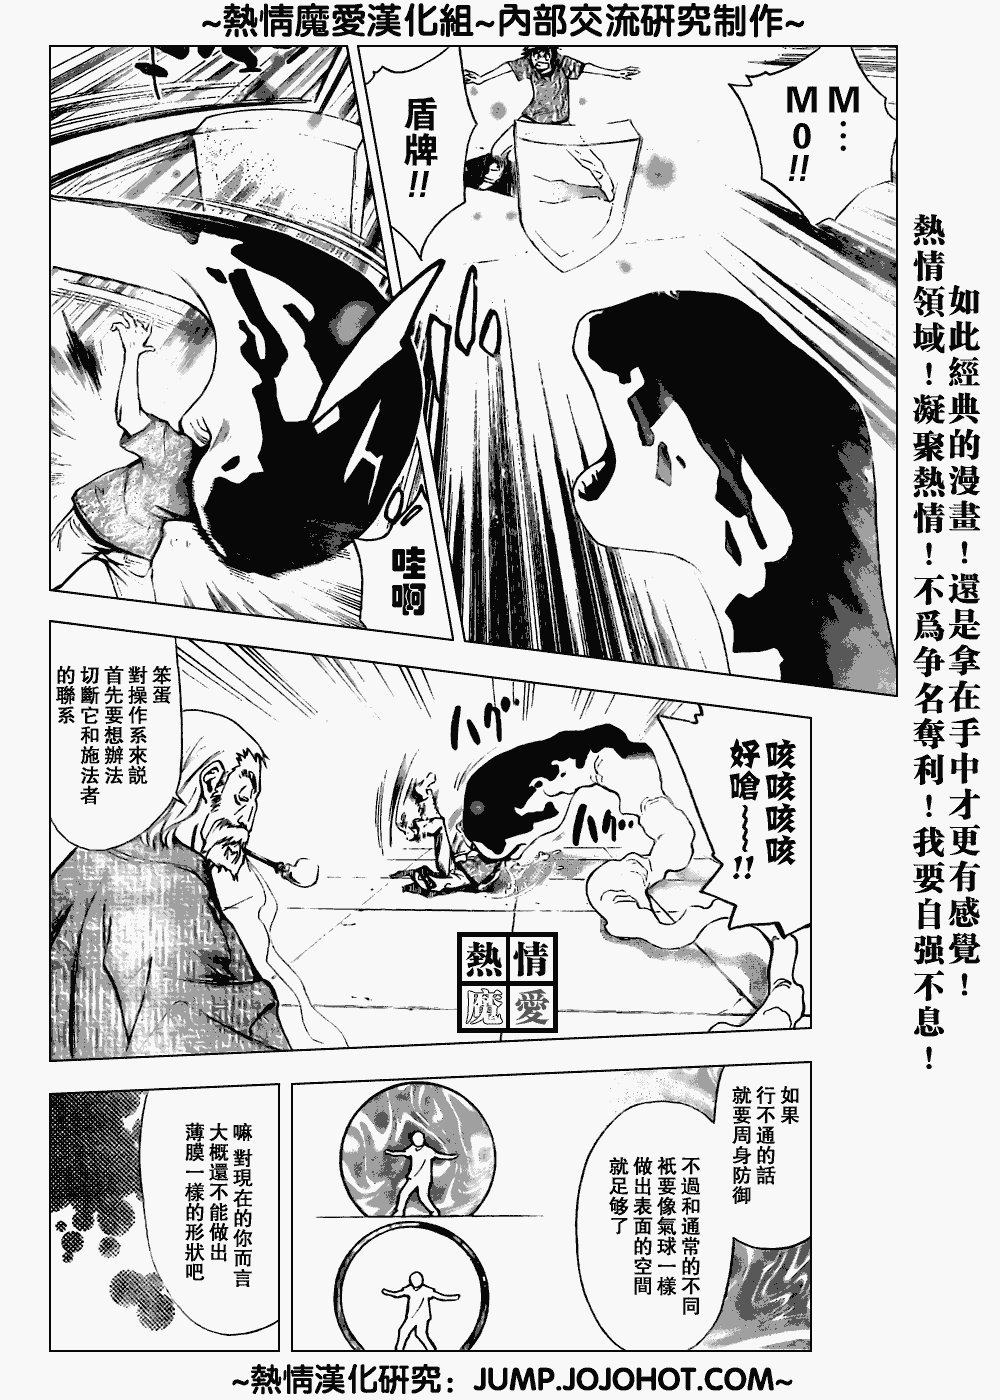 ~熱情魔愛漢化組~內部交流研究制作~
M…
M0!!
盾牌!!
哇啊
咳咳咳咳
好嗆~~!!
笨蛋
對操作系來說
首先要想辦法
切斷它和施法者
的聯系
熱情
魔愛
如果
行不通的話
就要周身防御
不過和通常的不同
衹要像氣球一樣
做出表面的空間
就足够了
嘛 對現在的你而言
大概還不能做出
薄膜一樣的形狀吧
如此經典的漫畫!還是拿在手中才更有感覺!
熱情領域!凝聚熱情!不爲争名奪利!我要自强不息!
~熱情漢化研究：JUMP.JOJOHOT.COM~